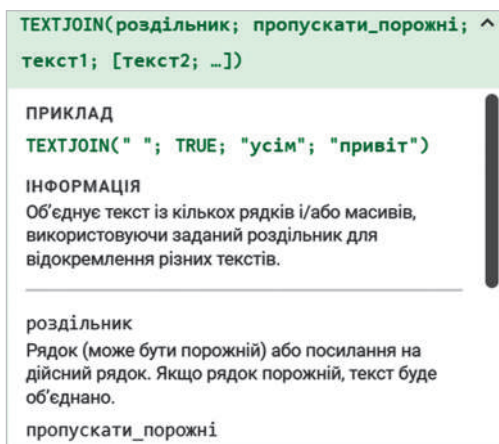 TEXTJOIN(роздільник; пропускати_порожні;
текст1; [текст2; …])
ПРИКЛАД
TEXTJOIN(" "; TRUE; "усім"; "привіт")
ІНФОРМАЦІЯ
Об’єднує текст із кількох рядків і/або масивів,
використовуючи заданий роздільник для
відокремлення різних текстів.
роздільник
Рядок (може бути порожній) або посилання на
дійсний рядок. Якщо рядок порожній, текст буде
об’єднано.
пропускати_порожні